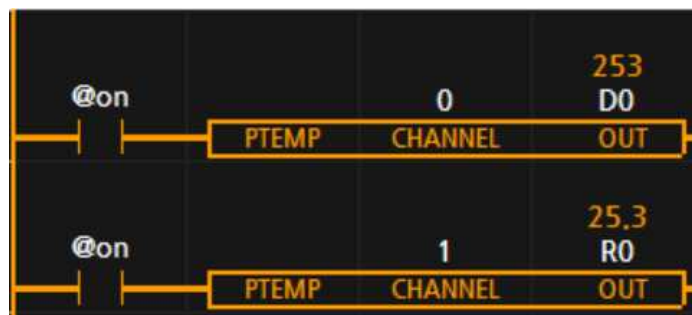 253
@on 0 D0
PTEMP CHANNEL OUT
25.3
@on 1 R0
PTEMP CHANNEL OUT